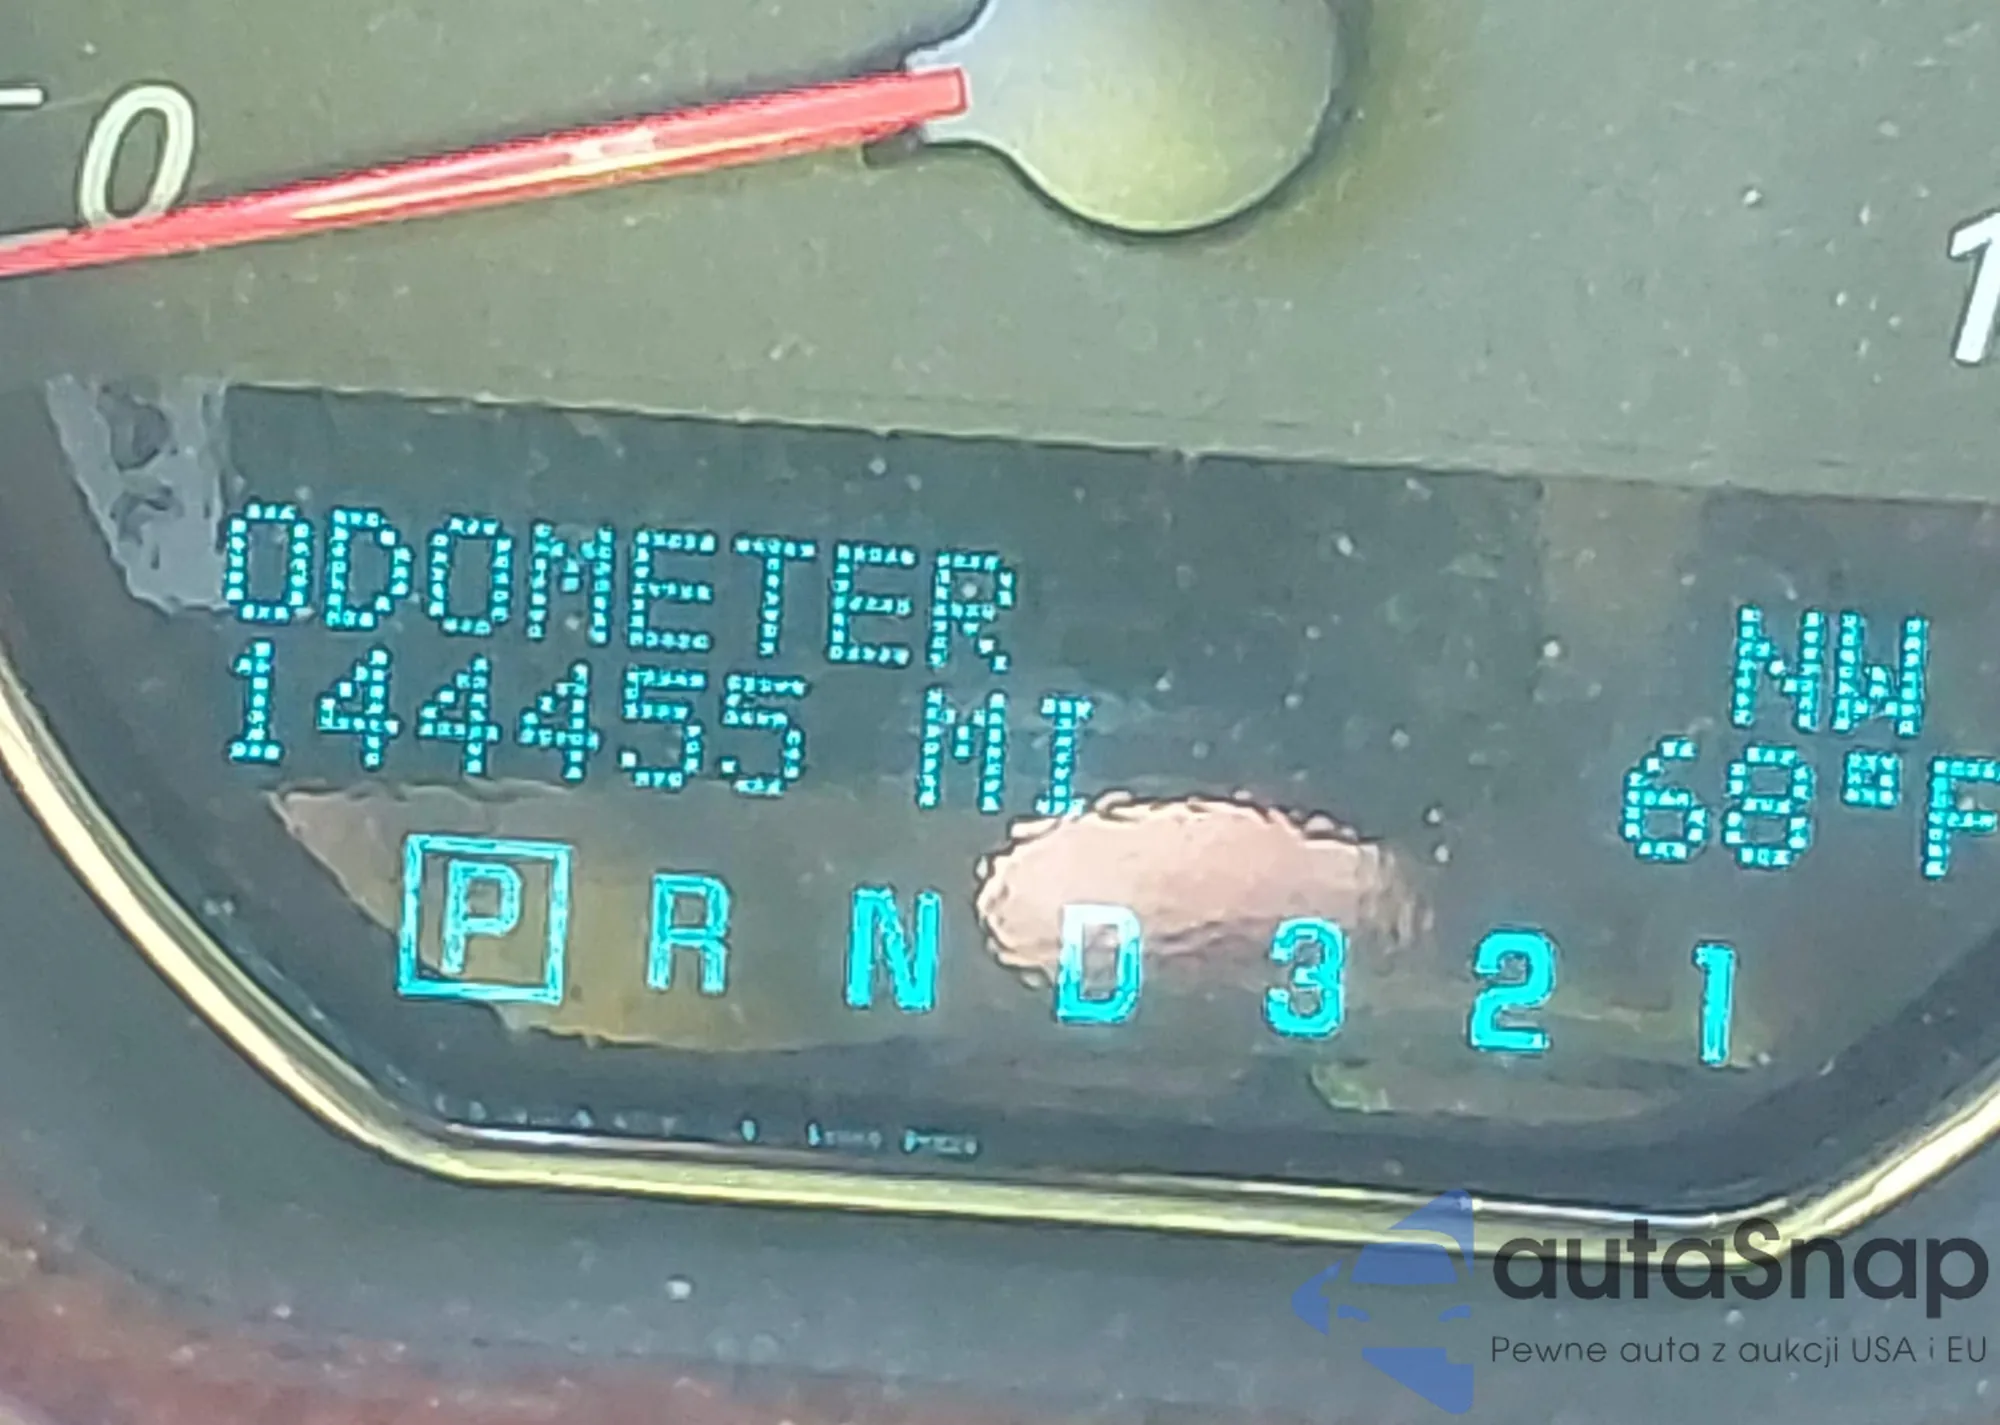 0
1
ODOMETER
144455 MI
NW
68°F
P R N D 3 2 1
autaSnap
Pewne auta z aukcji USA i EU